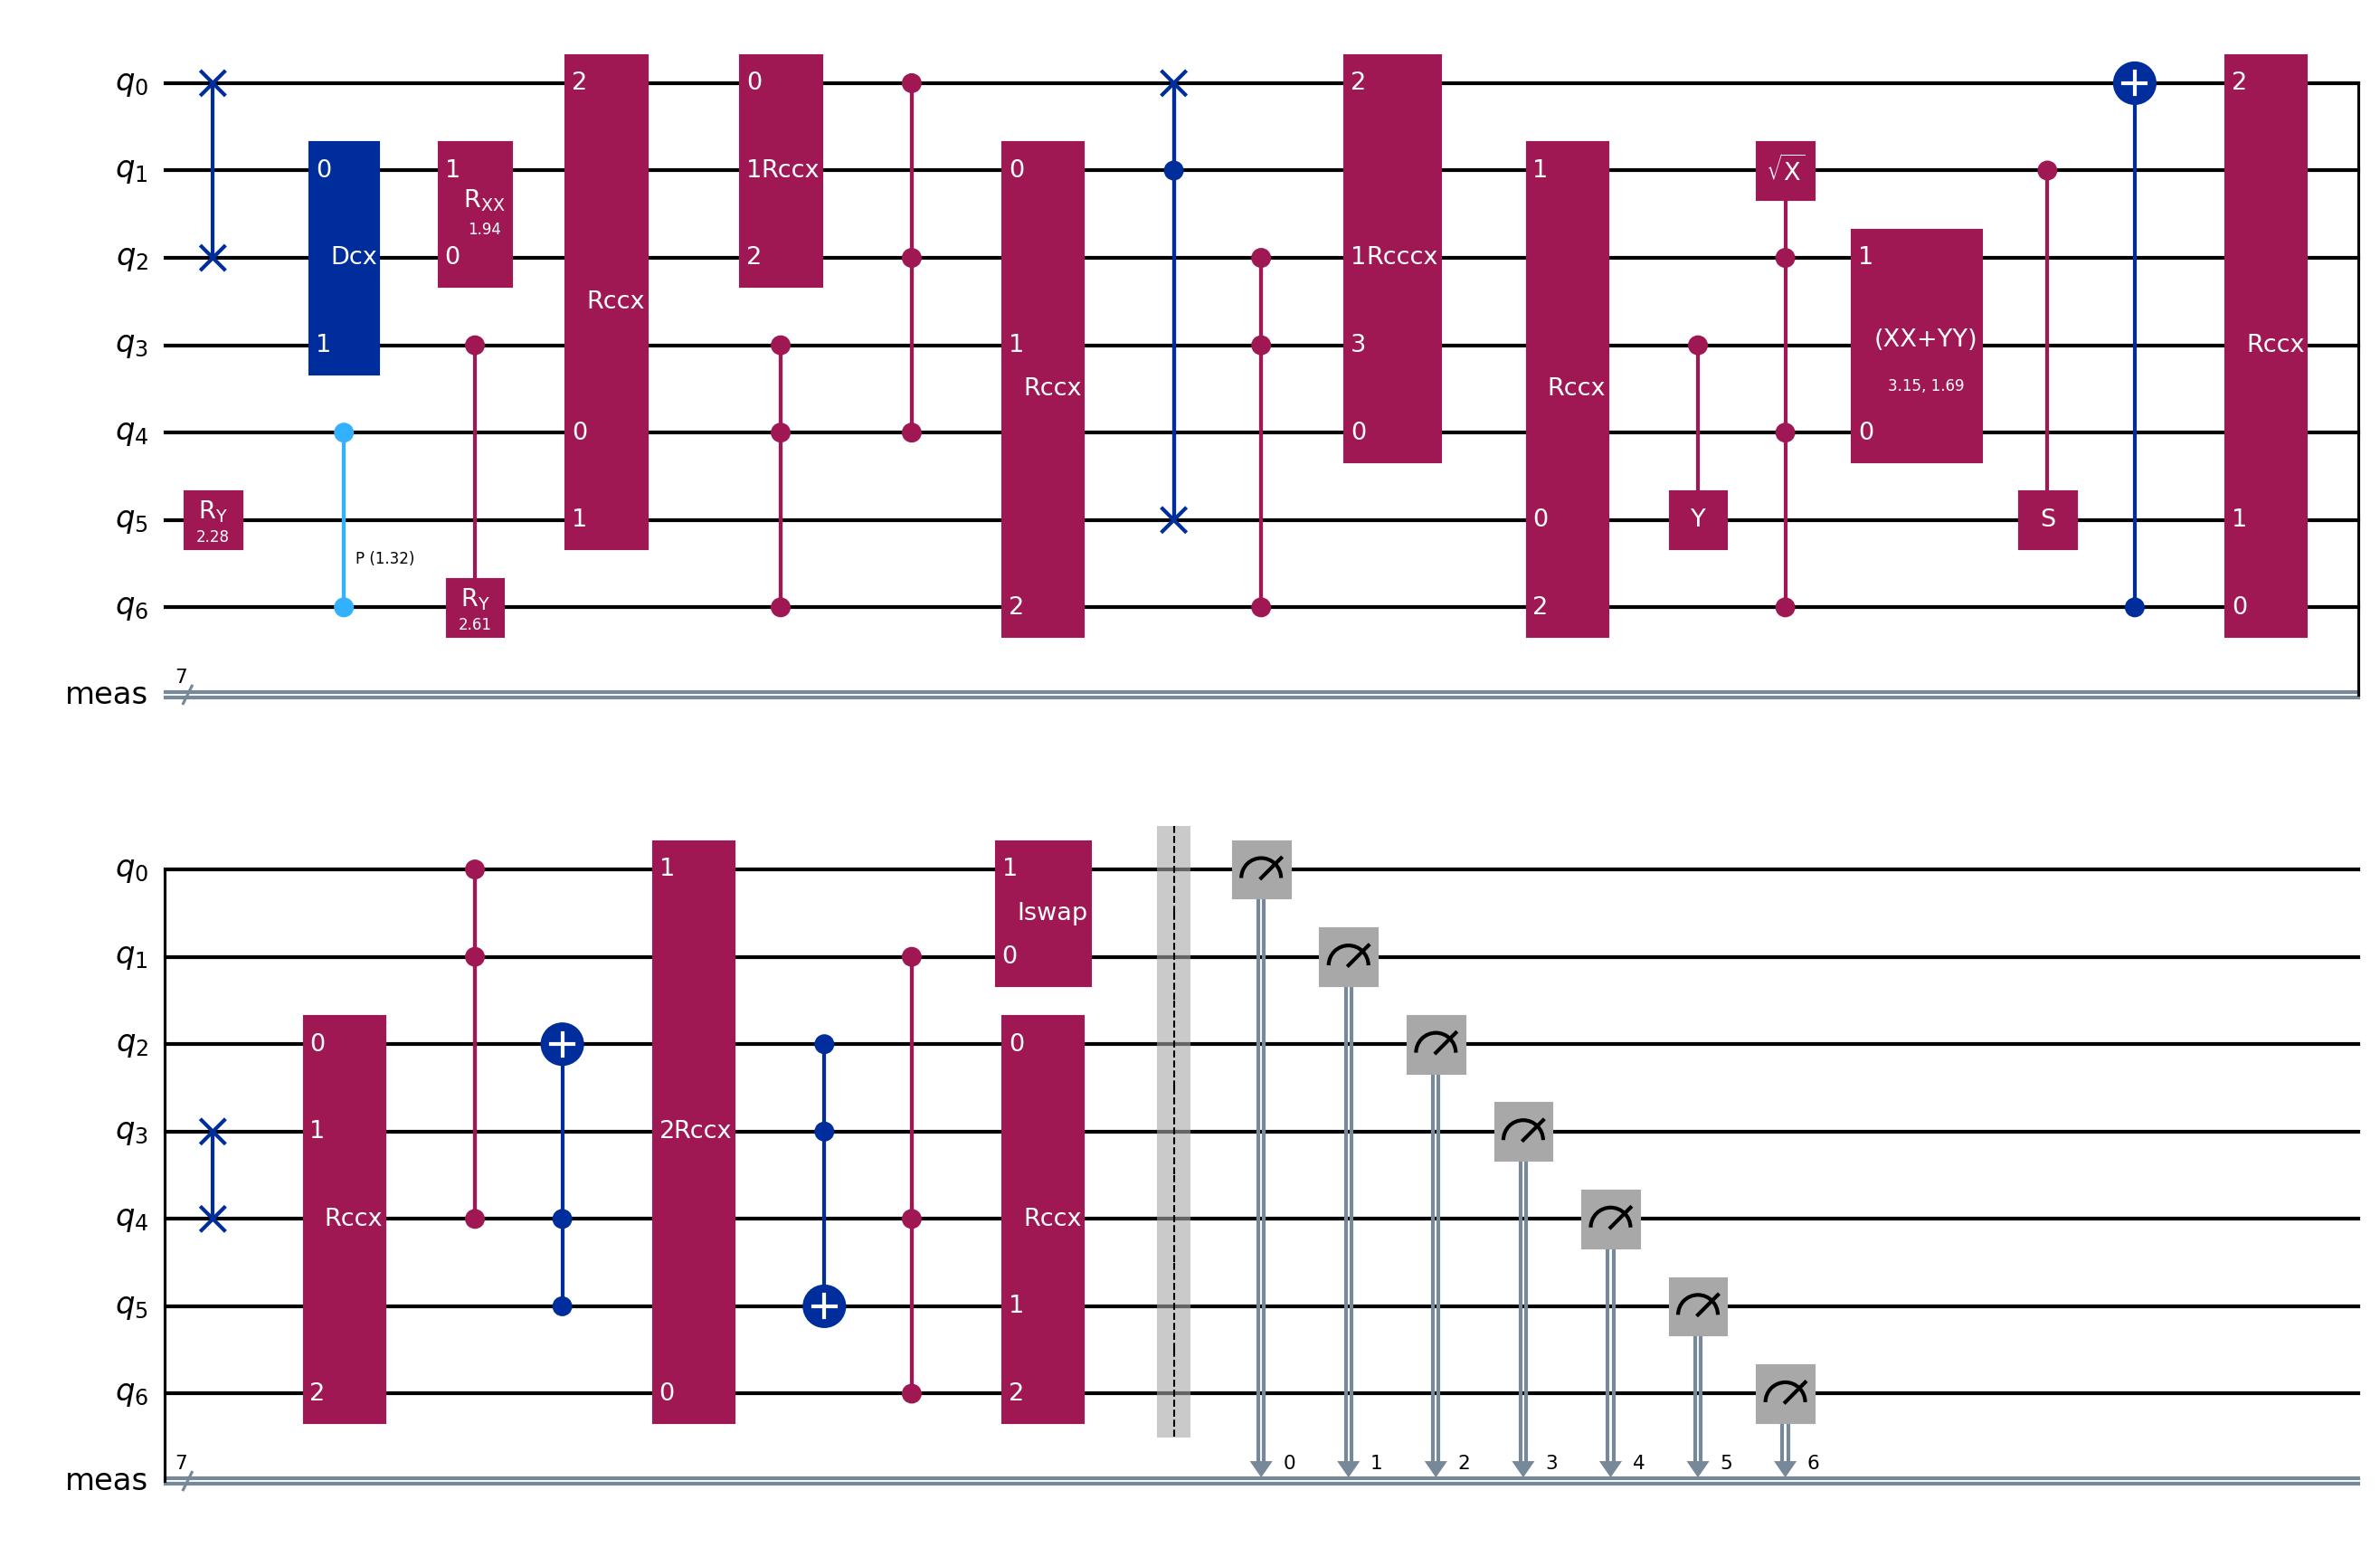 q0 2 0 2 2
q1 0 1 1Rccx 0 1 √X
RXX
1.94
q2 Dcx 0 2 1Rcccx 1
Rccx
q3 1 1 3 (XX+YY) Rccx
Rccx Rccx 3.15, 1.69
q4 0 0 0
q5 RY 1 0 Y S 1
2.28
P (1.32)
q6 RY 2 2 0
2.61
7
meas
q0 1 1
Iswap
q1 0
q2 0 0
q3 1 2Rccx
q4 Rccx Rccx
q5 1
q6 2 0 2
7 0 1 2 3 4 5 6
meas